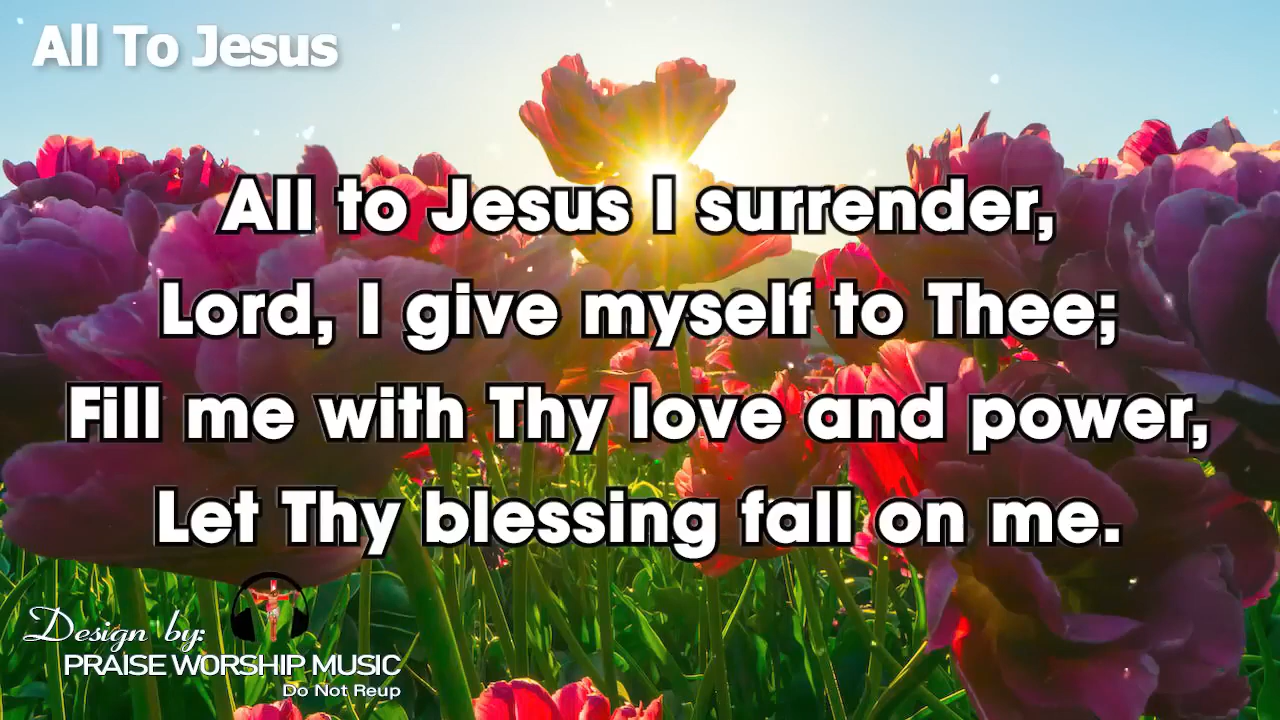 All To Jesus
All to Jesus I surrender,
Lord, I give myself to Thee;
Fill me with Thy love and power,
Let Thy blessing fall on me.
Design by:
PRAISE WORSHIP MUSIC
Do Not Reup